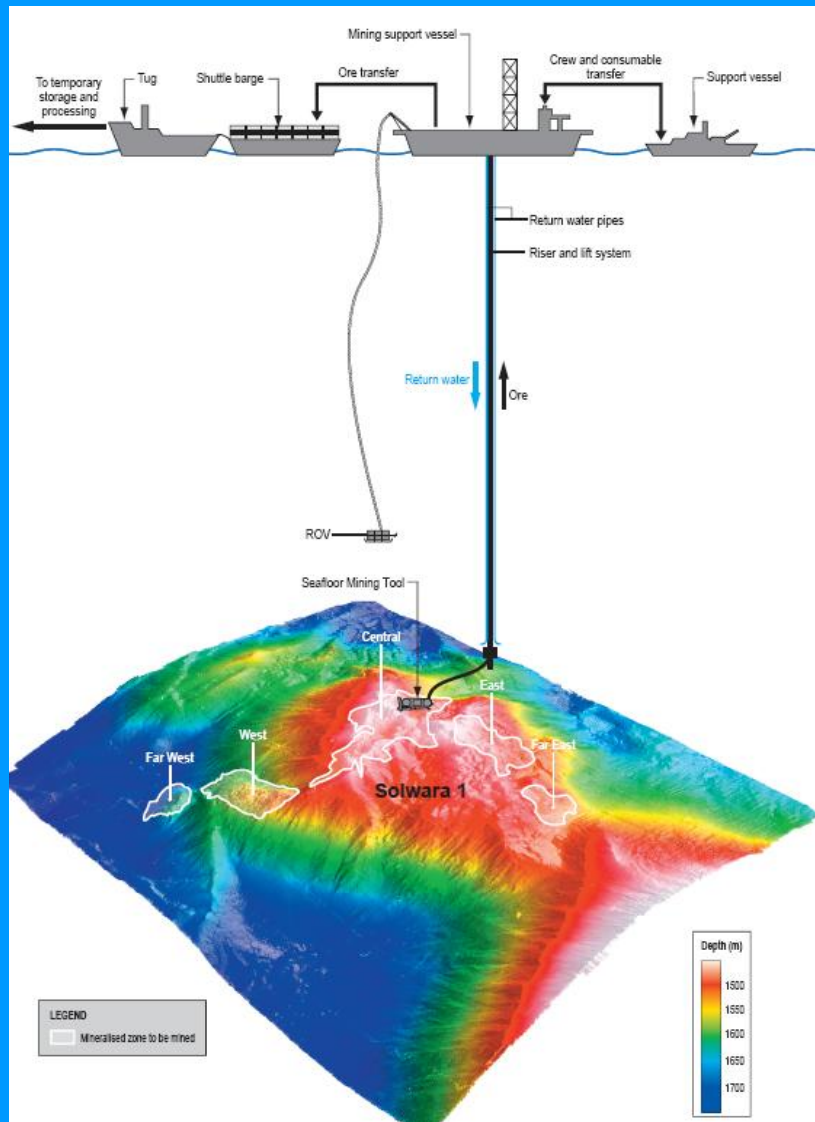 Mining support vessel
To temporary
storage and
processing
Tug
Shuttle barge
Ore transfer
Crew and consumable
transfer
Support vessel
Return water pipes
Riser and lift system
Return water
Ore
ROV
Seafloor Mining Tool
Central
East
West
Far West
Far East
Solwara 1
Depth (m)
1500
1550
1600
1650
1700
LEGEND
Mineralised zone to be mined